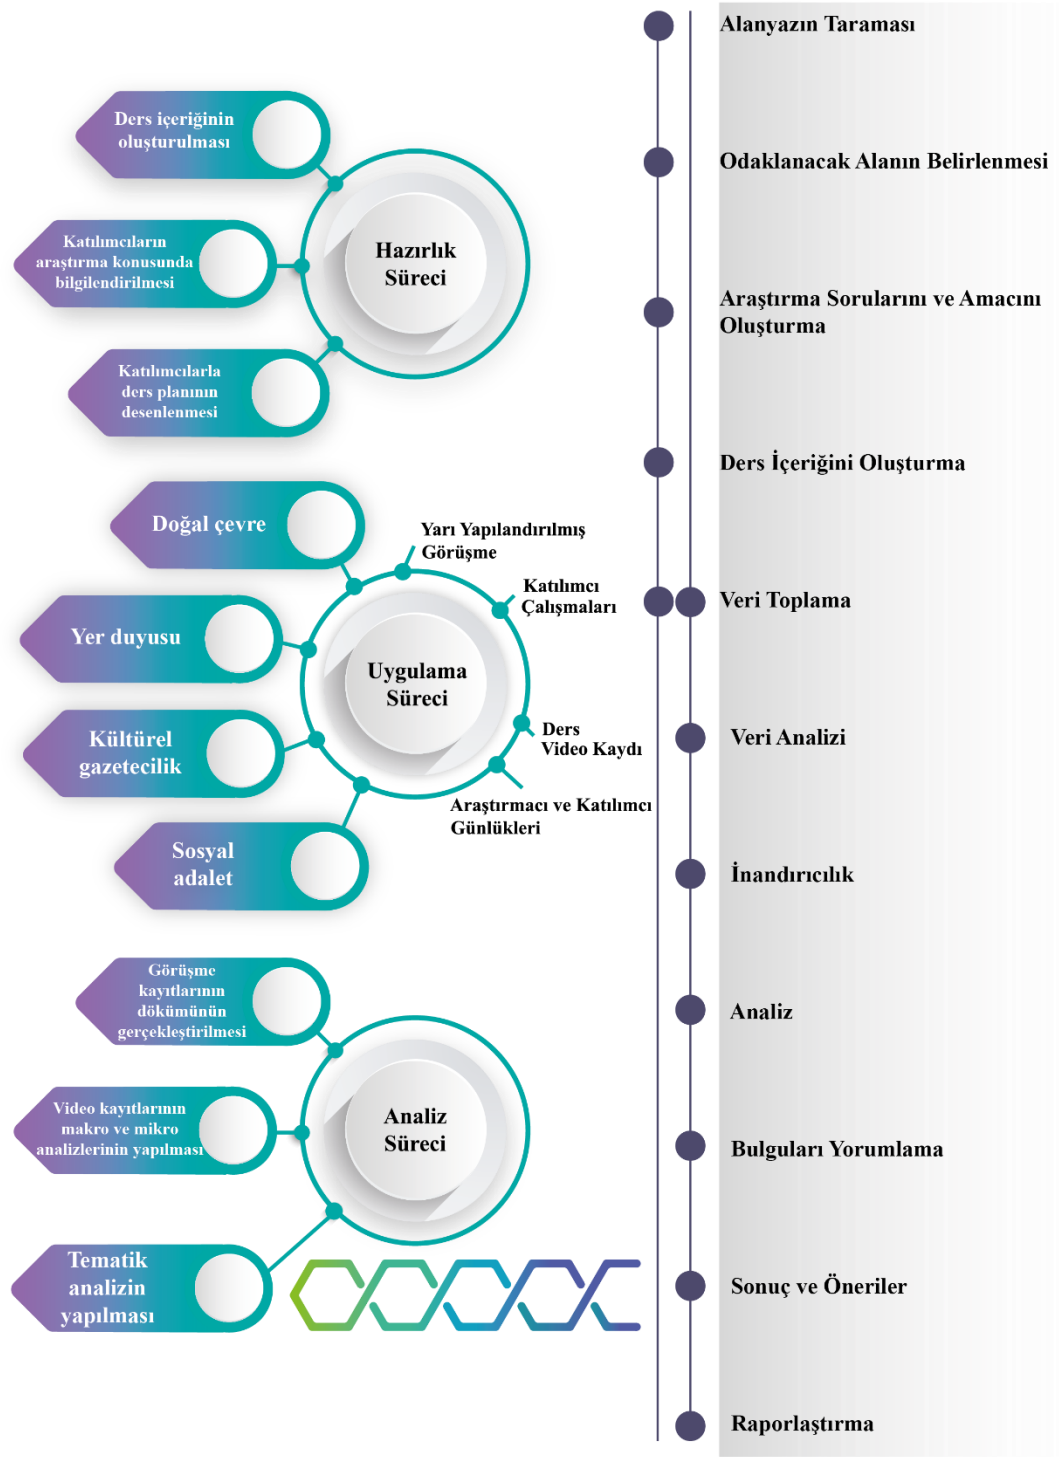 Ders içeriğinin
oluşturulması
Katılımcıların
araştırma konusunda
bilgilendirilmesi
Katılımcılarla
ders planının
desenlenmesi
Hazırlık
Süreci
Doğal çevre
Yer duyusu
Kültürel
gazetecilik
Sosyal
adalet
Uygulama
Süreci
Yarı Yapılandırılmış
Görüşme
Katılımcı
Çalışmaları
Ders
Video Kaydı
Araştırmacı ve Katılımcı
Günlükleri
Görüşme
kayıtlarının
dökümünün
gerçekleştirilmesi
Video kayıtlarının
makro ve mikro
analizlerinin yapılması
Tematik
analizin
yapılması
Analiz
Süreci
Alanyazın Taraması
Odaklanacak Alanın Belirlenmesi
Araştırma Sorularını ve Amacını
Oluşturma
Ders İçeriğini Oluşturma
Veri Toplama
Veri Analizi
İnandırıcılık
Analiz
Bulguları Yorumlama
Sonuç ve Öneriler
Raporlaştırma